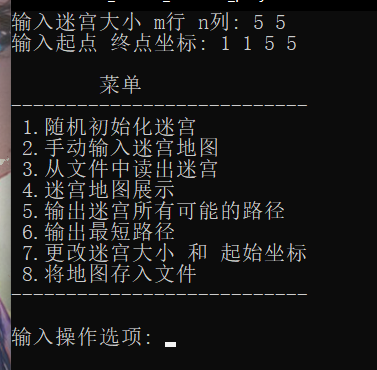 输入迷宫大小 m行 n列: 5 5
输入起点 终点坐标: 1 1 5 5
菜单
----------------------------
1.随机初始化迷宫
2.手动输入迷宫地图
3.从文件中读出迷宫
4.迷宫地图展示
5.输出迷宫所有可能的路径
6.输出最短路径
7.更改迷宫大小 和 起始坐标
8.将地图存入文件
----------------------------
输入操作选项: